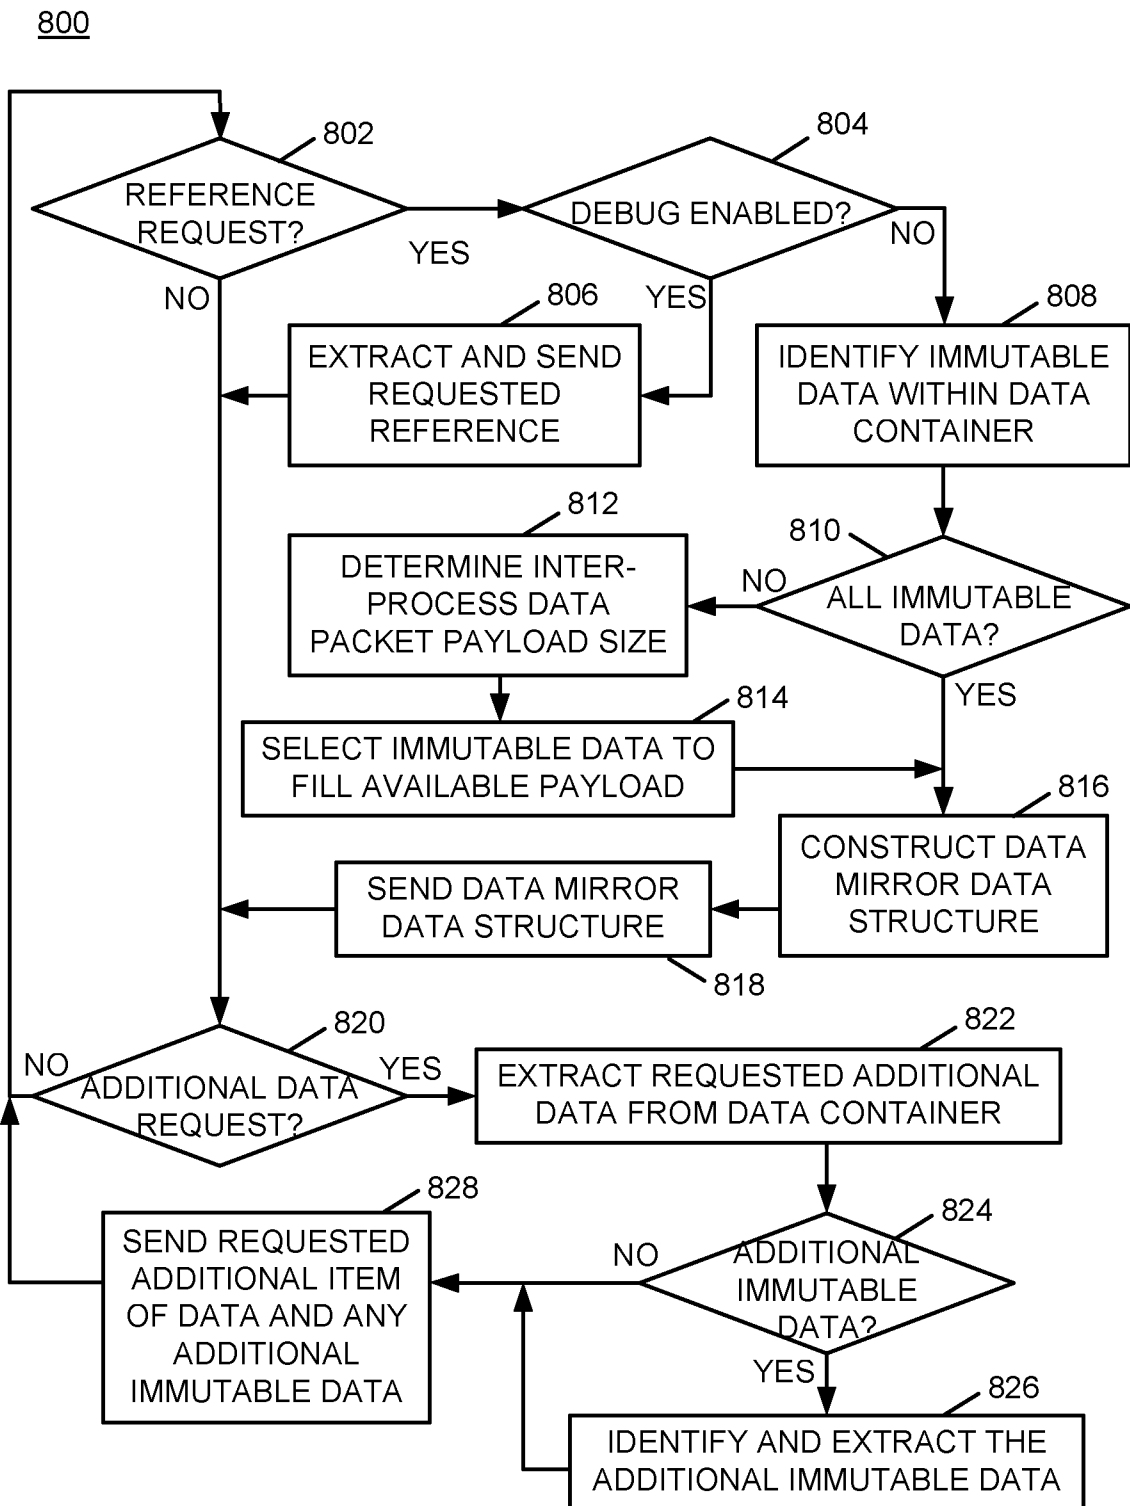 800
802
REFERENCE
REQUEST?
YES
NO
804
DEBUG ENABLED?
NO
YES
806
EXTRACT AND SEND
REQUESTED
REFERENCE
808
IDENTIFY IMMUTABLE
DATA WITHIN DATA
CONTAINER
810
ALL IMMUTABLE
DATA?
NO
YES
812
DETERMINE INTER-
PROCESS DATA
PACKET PAYLOAD SIZE
814
SELECT IMMUTABLE DATA TO
FILL AVAILABLE PAYLOAD
816
CONSTRUCT DATA
MIRROR DATA
STRUCTURE
SEND DATA MIRROR
DATA STRUCTURE
818
820
NO
ADDITIONAL DATA
REQUEST?
YES
822
EXTRACT REQUESTED ADDITIONAL
DATA FROM DATA CONTAINER
824
ADDITIONAL
IMMUTABLE
DATA?
NO
YES
826
IDENTIFY AND EXTRACT THE
ADDITIONAL IMMUTABLE DATA
828
SEND REQUESTED
ADDITIONAL ITEM
OF DATA AND ANY
ADDITIONAL
IMMUTABLE DATA